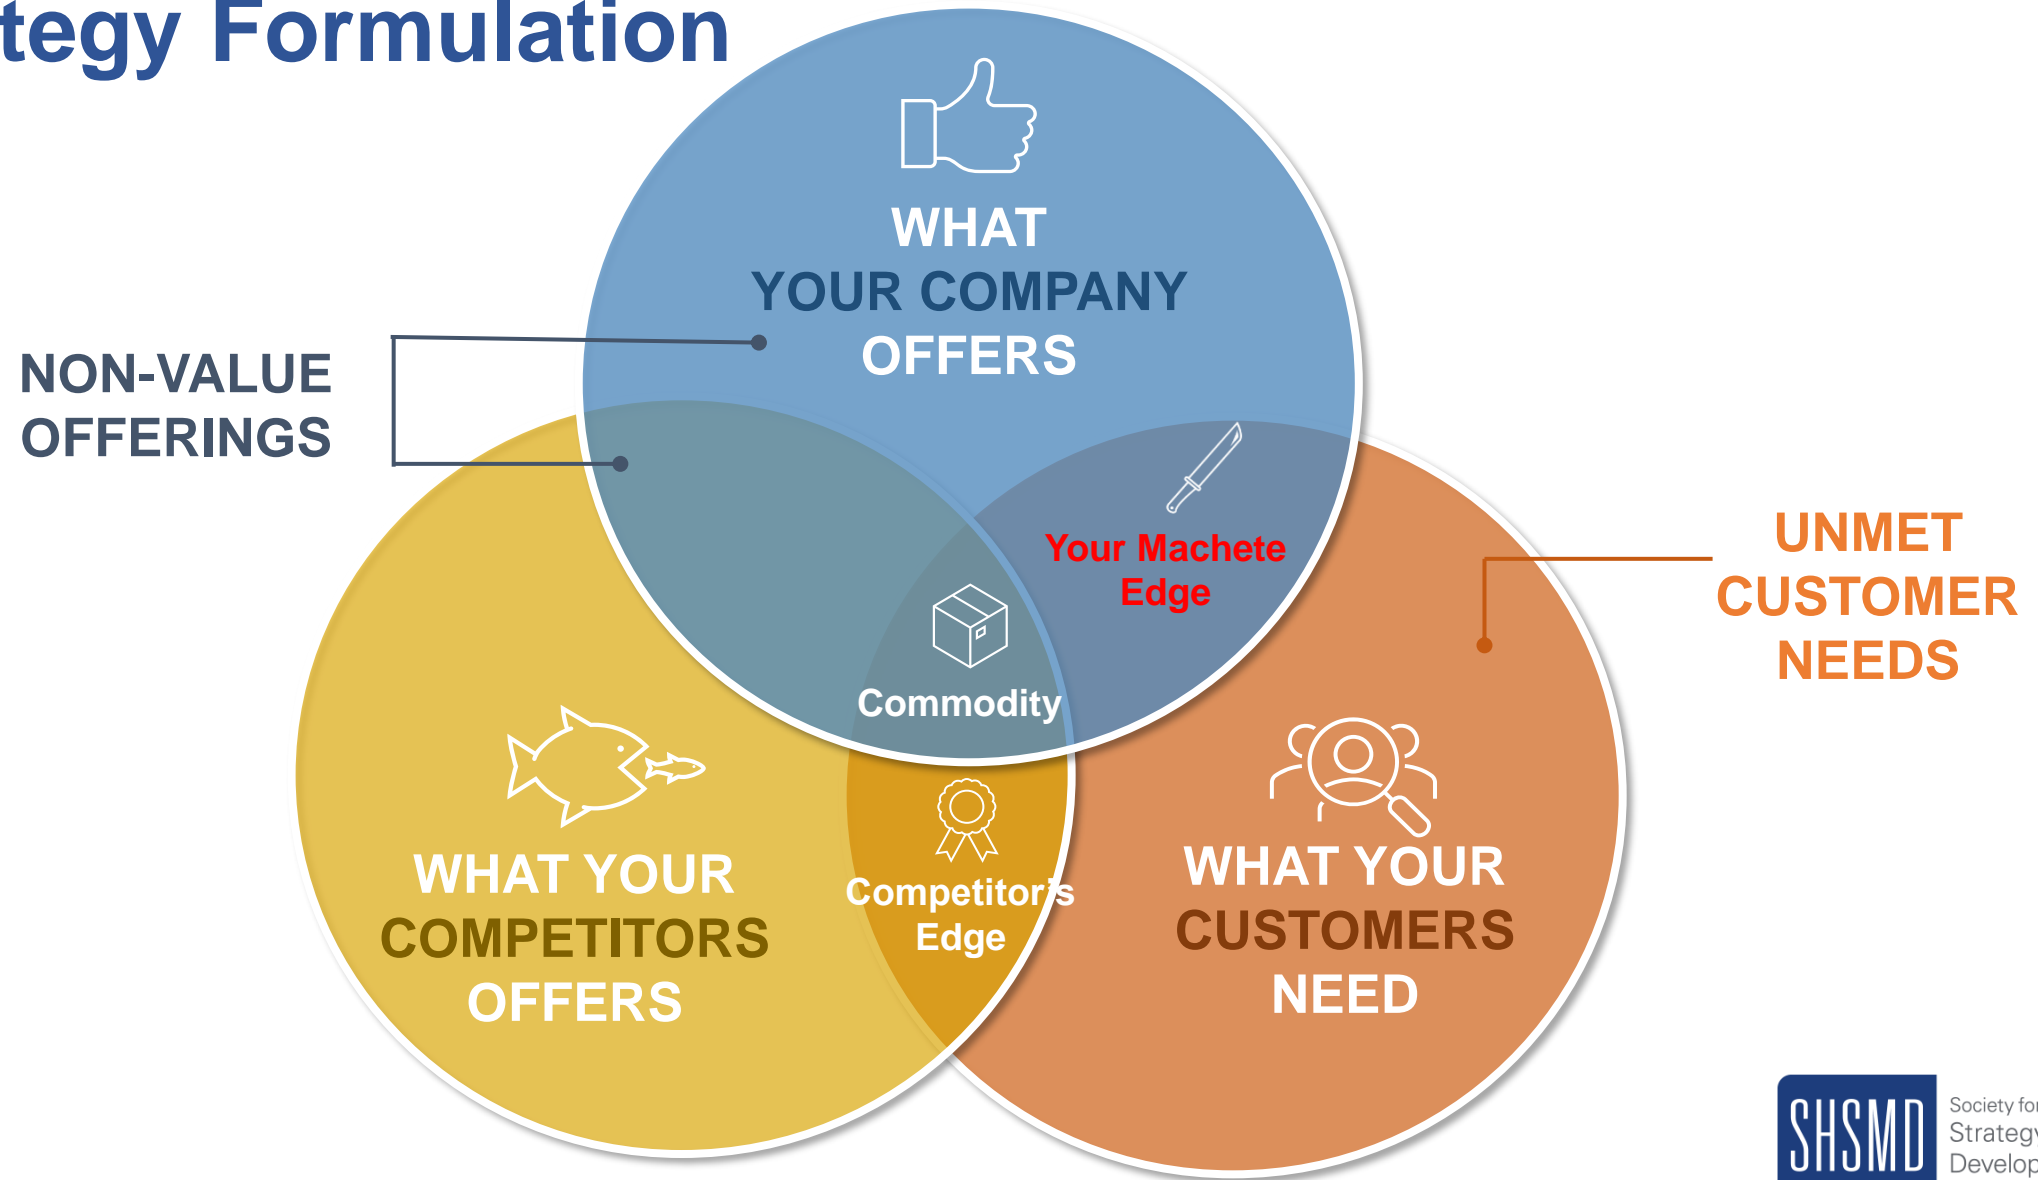 tegy Formulation
WHAT
YOUR COMPANY
OFFERS
NON-VALUE
OFFERINGS
Your Machete
Edge
UNMET
CUSTOMER
NEEDS
Commodity
WHAT YOUR
COMPETITORS
OFFERS
Competitor's
Edge
WHAT YOUR
CUSTOMERS
NEED
SHSMD
Society for
Strategy
Develop